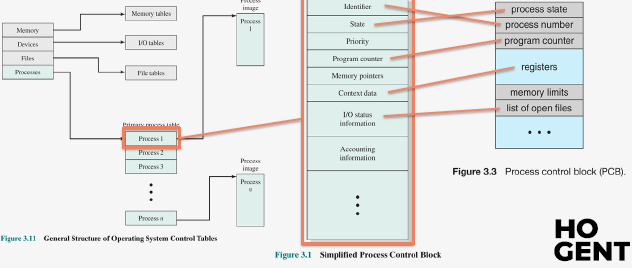 Process
image
Process
1
Memory tables
Memory
Devices
Files
Processes
I/O tables
File tables
Primary process table
Process 1
Process 2
Process 3
Process n
Process
image
Process
n
Figure 3.11 General Structure of Operating System Control Tables
Identifier
State
Priority
Program counter
Memory pointers
Context data
I/O status
information
Accounting
information
Figure 3.1 Simplified Process Control Block
process state
process number
program counter
registers
memory limits
list of open files
• • •
Figure 3.3 Process control block (PCB).
HO
GENT